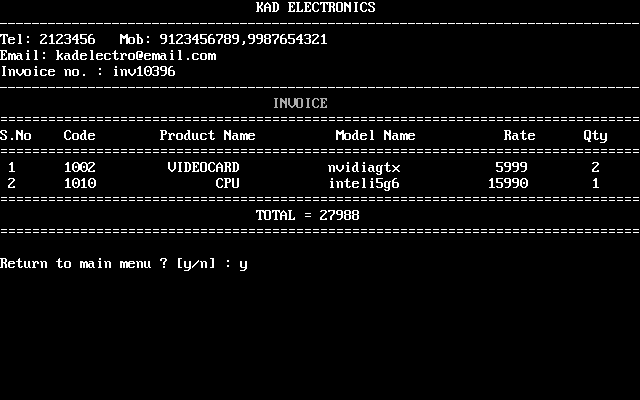 KAD ELECTRONICS
Tel: 2123456 Mob: 9123456789,9987654321
Email: kadelectro@email.com
Invoice no. : inv10396
INVOICE
S.No Code Product Name Model Name Rate Qty
1 1002 VIDEOCARD nvidiagtx 5999 2
2 1010 CPU inteli5g6 15990 1
TOTAL = 27988
Return to main menu ? [y/n] : y